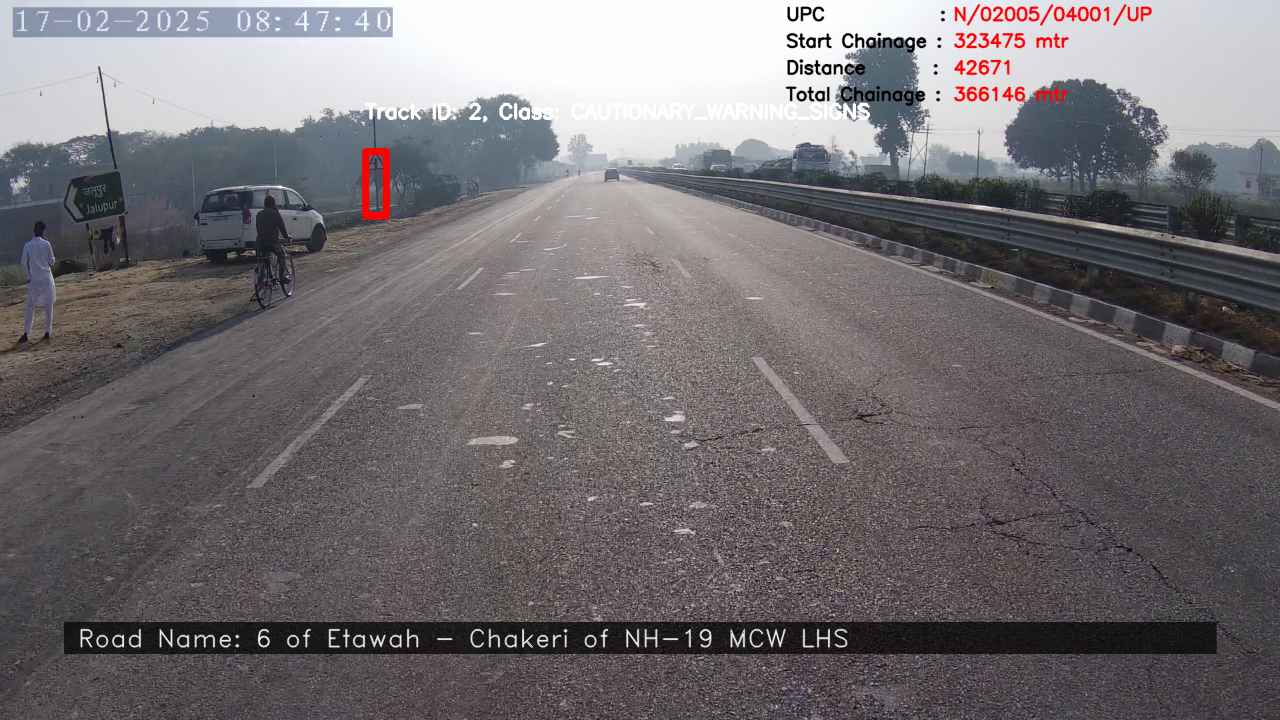 17-02-2025 08:47:40
UPC : N/02005/04001/UP
Start Chainage : 323475 mtr
Distance : 42671
Total Chainage : 366146 mtr
Track ID: 2, Class: CAUTIONARY_WARNING_SIGNS
जलूपुर
Jalupur
Road Name: 6 of Etawah - Chakeri of NH-19 MCW LHS